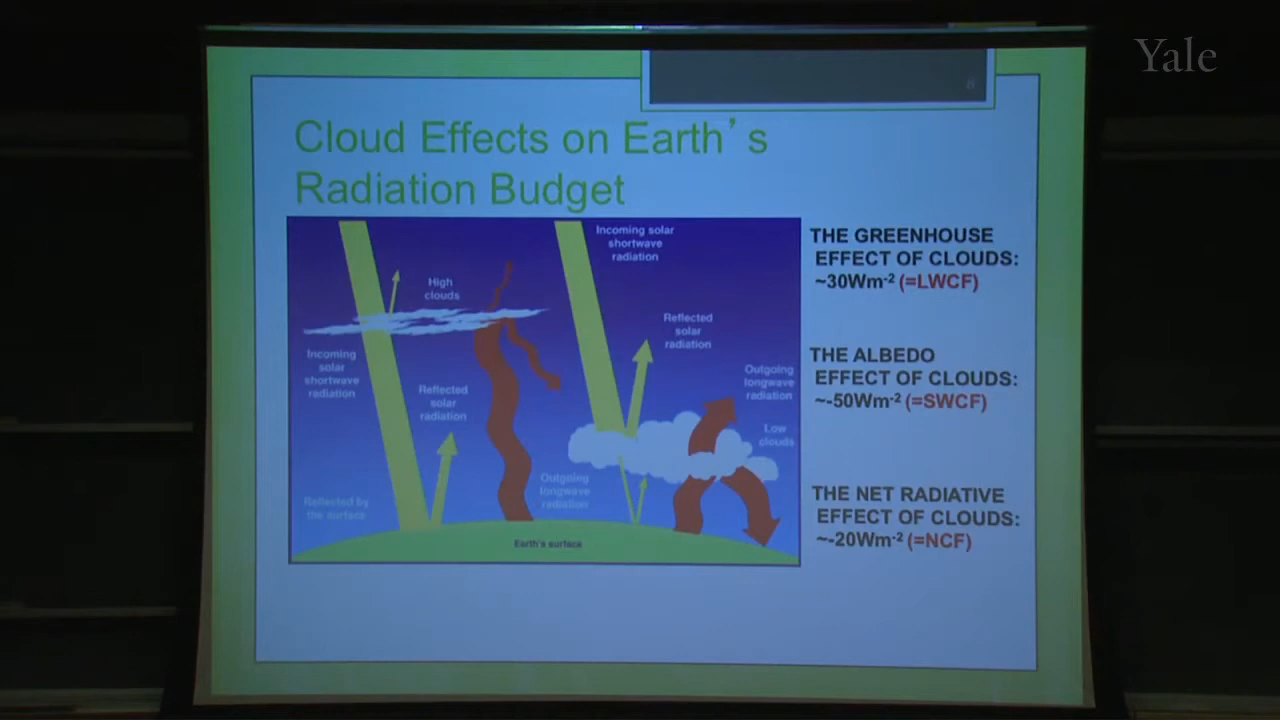 Yale
6
Cloud Effects on Earth's
Radiation Budget
Incoming solar
shortwave
radiation
High
clouds
Reflected
solar
radiation
Incoming
solar
shortwave
radiation
Reflected
solar
radiation
Outgoing
longwave
radiation
Low
clouds
Outgoing
longwave
radiation
Reflected by
the surface
Earth's surface
THE GREENHOUSE
EFFECT OF CLOUDS:
~30Wm-2 (=LWCF)
THE ALBEDO
EFFECT OF CLOUDS:
~-50Wm-2 (=SWCF)
THE NET RADIATIVE
EFFECT OF CLOUDS:
~-20Wm-2 (=NCF)